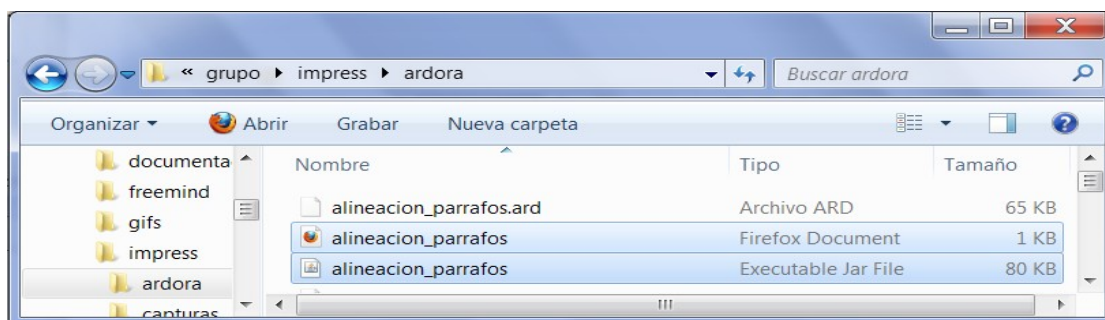 « grupo impress ardora
Buscar ardora
Organizar Abrir Grabar Nueva carpeta
documenta
freemind
gifs
impress
ardora
capturas
Nombre Tipo Tamaño
alineacion_parrafos.ard Archivo ARD 65 KB
alineacion_parrafos Firefox Document 1 KB
alineacion_parrafos Executable Jar File 80 KB